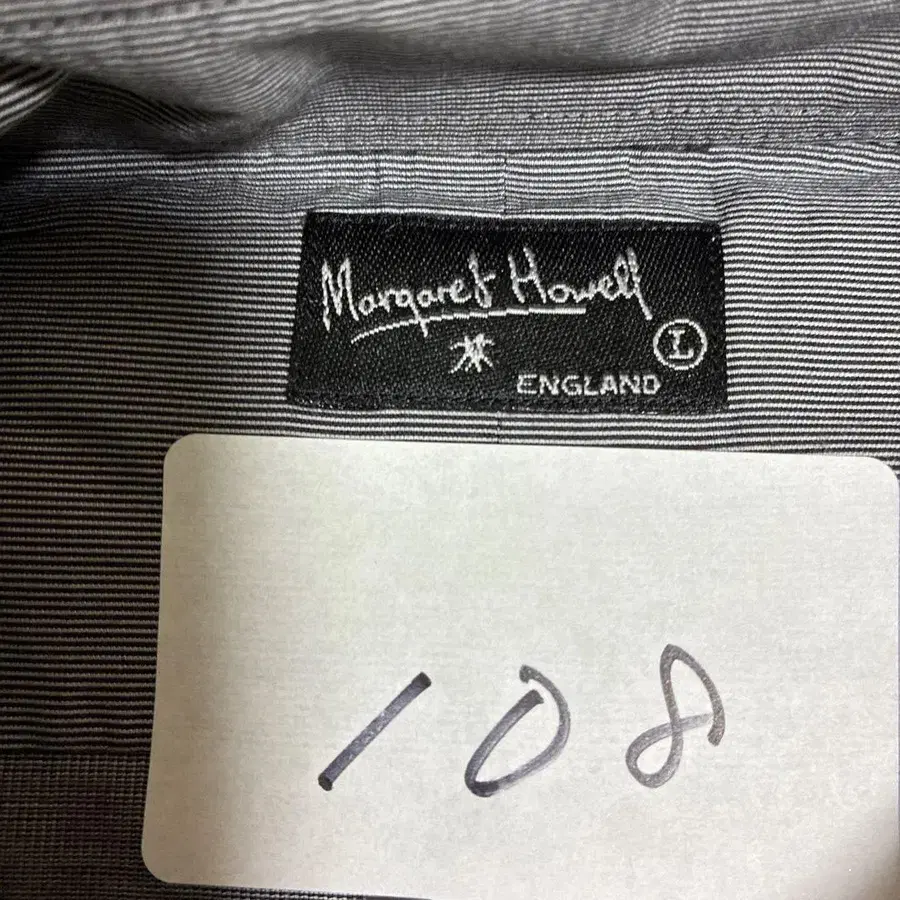 Margaret Howell
L
ENGLAND
108